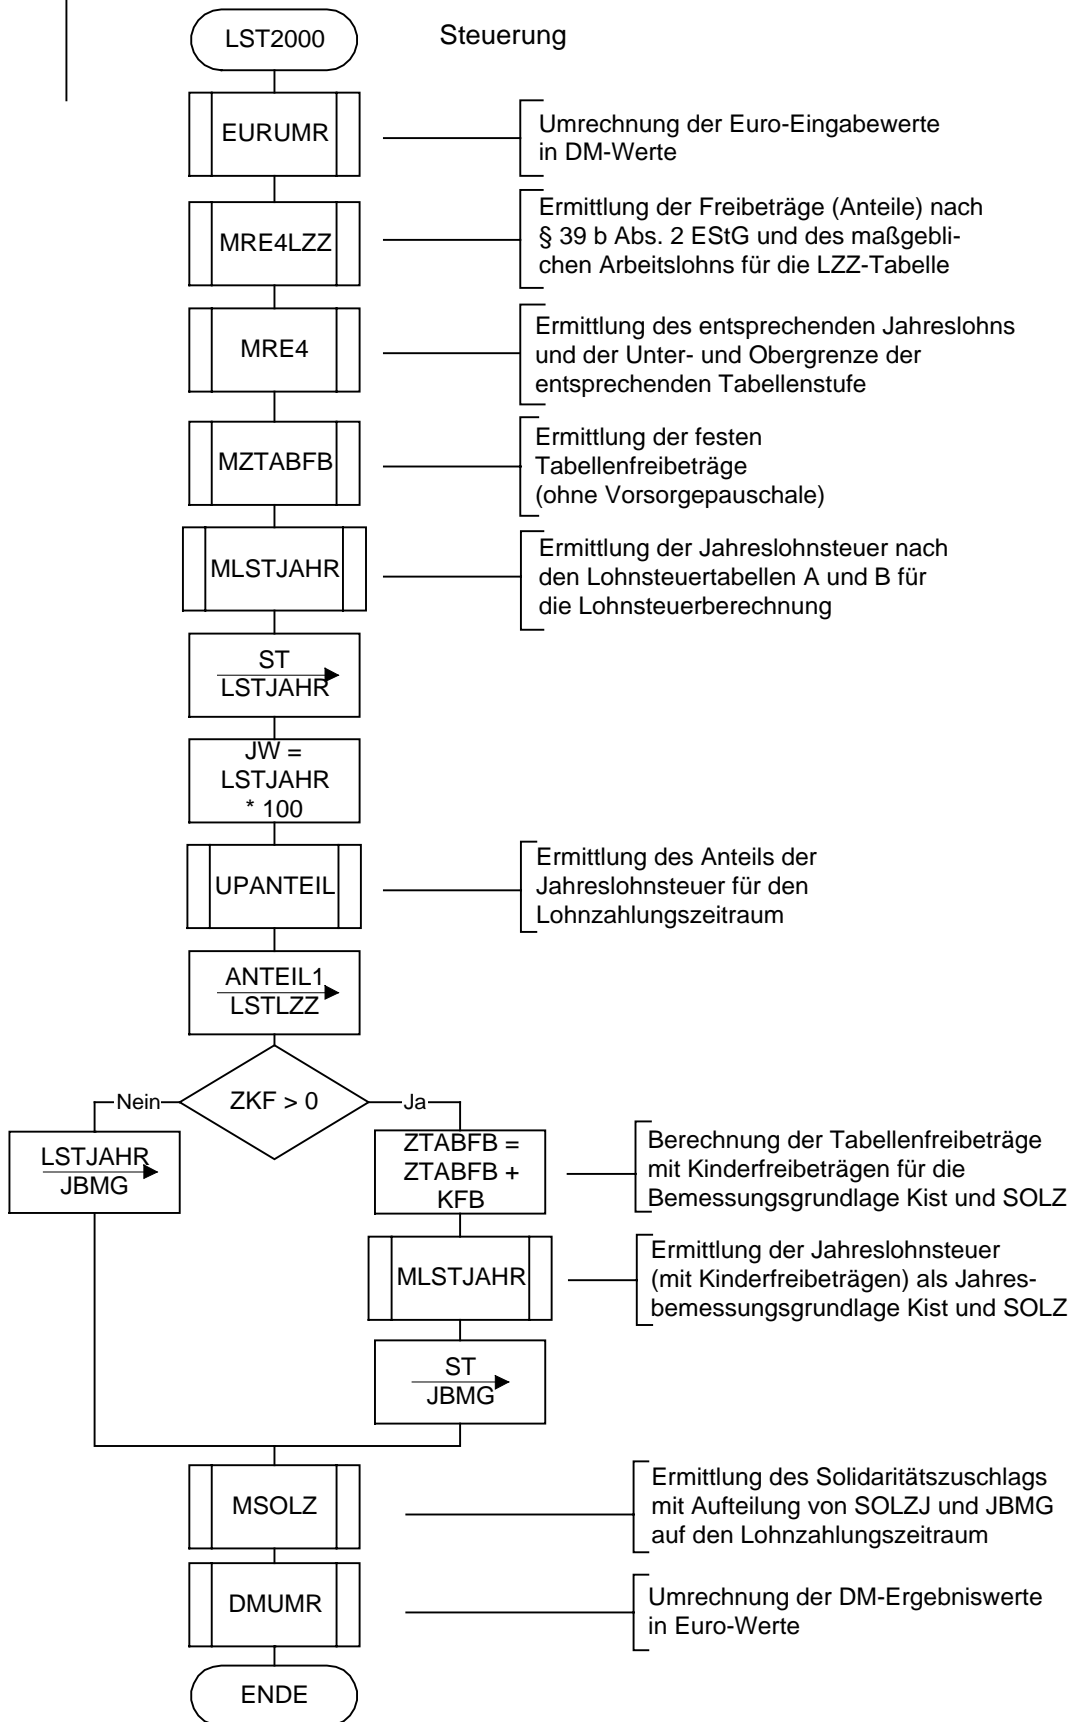 LST2000
Steuerung
EURUMR
Umrechnung der Euro-Eingabewerte
in DM-Werte
MRE4LZZ
Ermittlung der Freibeträge (Anteile) nach
§ 39 b Abs. 2 EStG und des maßgebli-
chen Arbeitslohns für die LZZ-Tabelle
MRE4
Ermittlung des entsprechenden Jahreslohns
und der Unter- und Obergrenze der
entsprechenden Tabellenstufe
MZTABFB
Ermittlung der festen
Tabellenfreibeträge
(ohne Vorsorgepauschale)
MLSTJAHR
Ermittlung der Jahreslohnsteuer nach
den Lohnsteuertabellen A und B für
die Lohnsteuerberechnung
ST
LSTJAHR
JW =
LSTJAHR
* 100
UPANTEIL
Ermittlung des Anteils der
Jahreslohnsteuer für den
Lohnzahlungszeitraum
ANTEIL1
LSTLZZ
Nein
ZKF > 0
Ja
LSTJAHR
JBMG
ZTABFB =
ZTABFB +
KFB
Berechnung der Tabellenfreibeträge
mit Kinderfreibeträgen für die
Bemessungsgrundlage Kist und SOLZ
MLSTJAHR
Ermittlung der Jahreslohnsteuer
(mit Kinderfreibeträgen) als Jahres-
bemessungsgrundlage Kist und SOLZ
ST
JBMG
MSOLZ
Ermittlung des Solidaritätszuschlags
mit Aufteilung von SOLZJ und JBMG
auf den Lohnzahlungszeitraum
DMUMR
Umrechnung der DM-Ergebniswerte
in Euro-Werte
ENDE